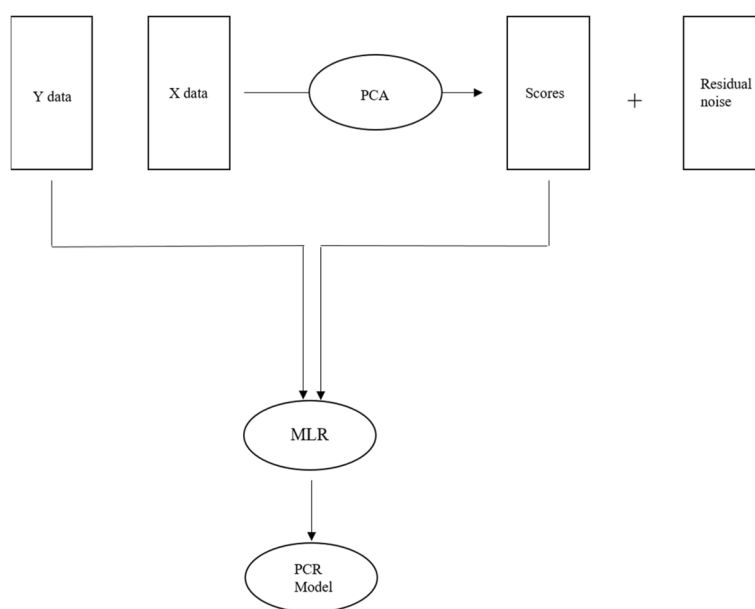 Y data
X data
PCA
Scores
+
Residual
noise
MLR
PCR
Model